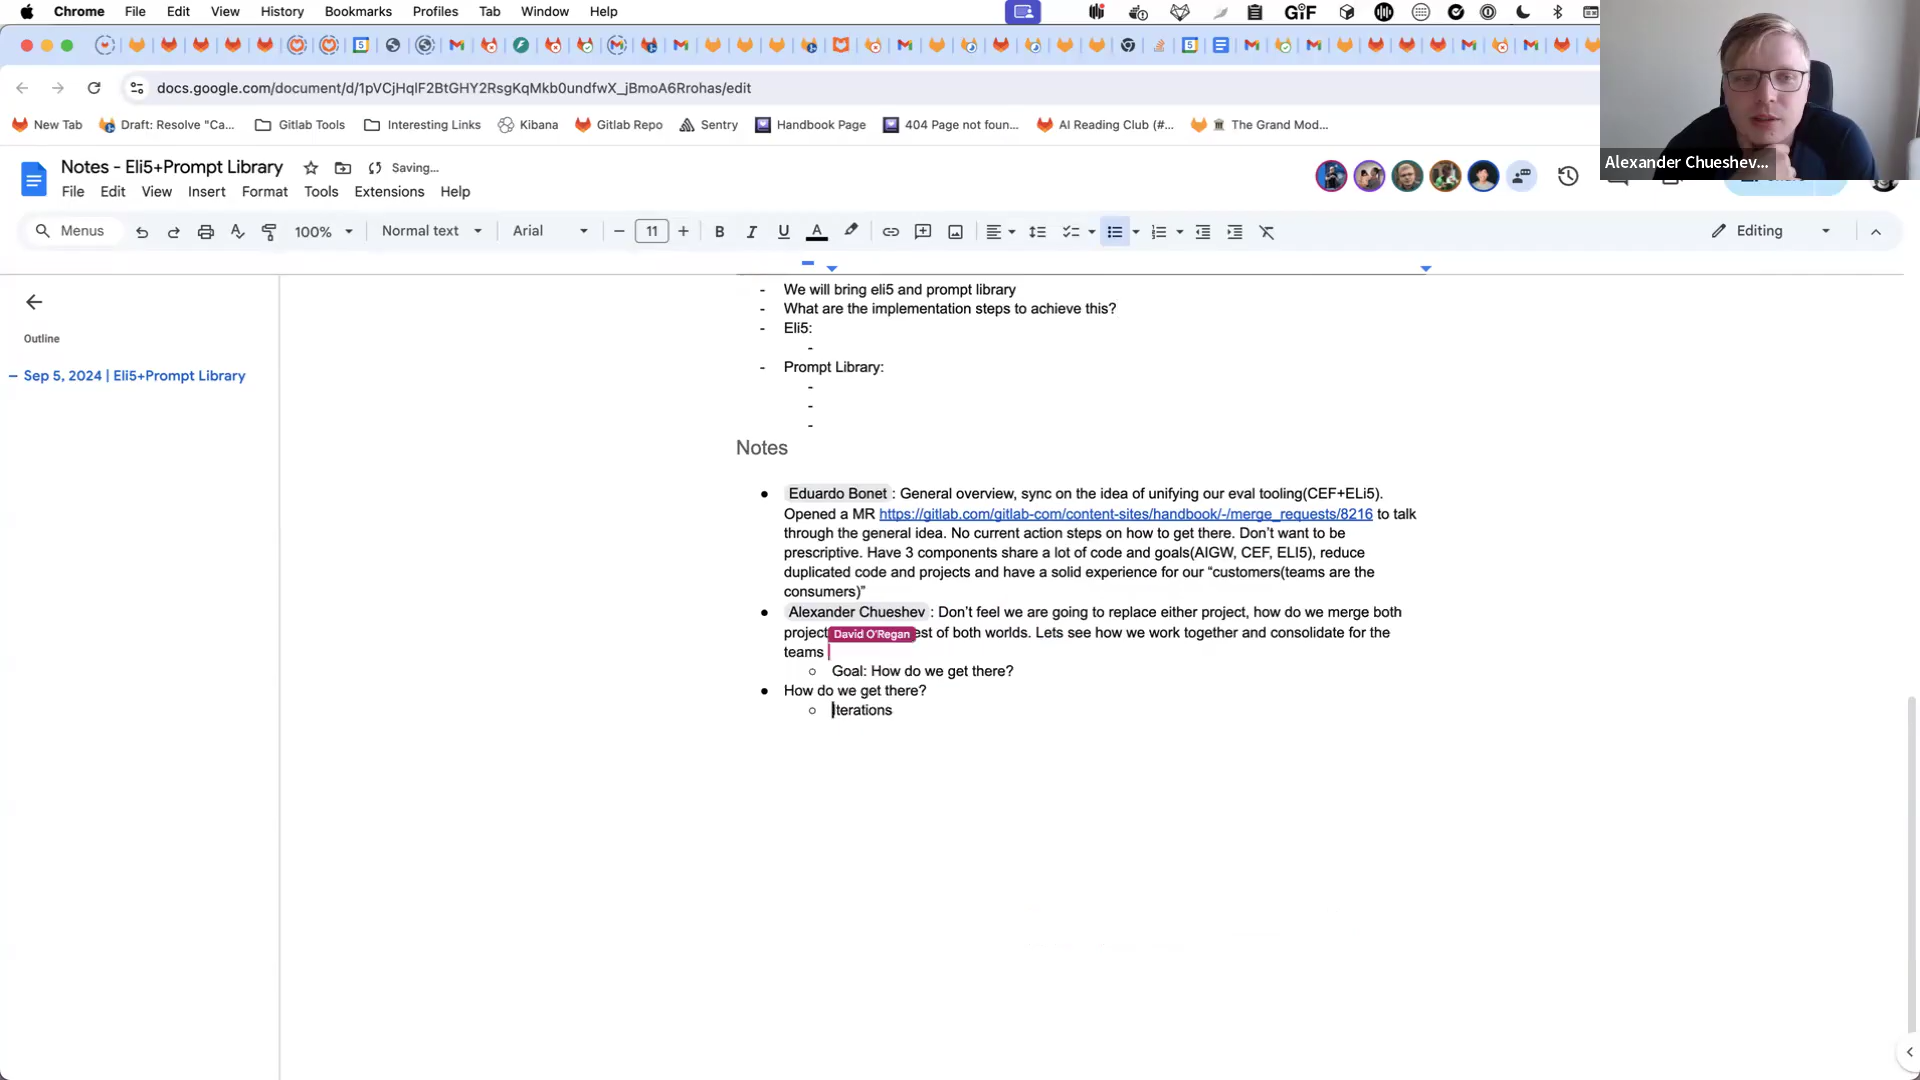 Chrome File Edit View History Bookmarks Profiles Tab Window Help
docs.google.com/document/d/1pVCjHqlF2BtGHY2RsgKqMkb0undfwX_jBmoA6Rrohas/edit
New Tab Draft: Resolve "Ca... Gitlab Tools Interesting Links Kibana Gitlab Repo Sentry Handbook Page 404 Page not foun... AI Reading Club (#... The Grand Mod...
Alexander Chueshev...
Notes - Eli5+Prompt Library Saving...
File Edit View Insert Format Tools Extensions Help
Menus 100% Normal text Arial 11 Editing
Outline
Sep 5, 2024 | Eli5+Prompt Library
- We will bring eli5 and prompt library
- What are the implementation steps to achieve this?
- Eli5:
-
- Prompt Library:
-
-
-
Notes
● Eduardo Bonet : General overview, sync on the idea of unifying our eval tooling(CEF+ELi5).
Opened a MR https://gitlab.com/gitlab-com/content-sites/handbook/-/merge_requests/8216 to talk
through the general idea. No current action steps on how to get there. Don't want to be
prescriptive. Have 3 components share a lot of code and goals(AIGW, CEF, ELI5), reduce
duplicated code and projects and have a solid experience for our “customers(teams are the
consumers)”
● Alexander Chueshev : Don't feel we are going to replace either project, how do we merge both
project David O'Regan est of both worlds. Lets see how we work together and consolidate for the
teams
○ Goal: How do we get there?
● How do we get there?
○ Iterations